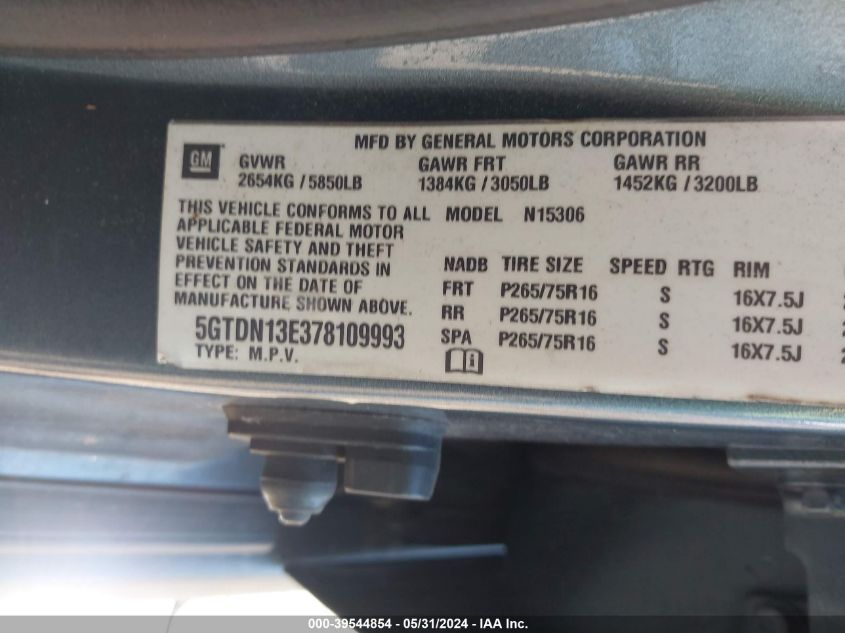 MFD BY GENERAL MOTORS CORPORATION
GM
GVWR GAWR FRT GAWR RR
2654KG / 5850LB 1384KG / 3050LB 1452KG / 3200LB
THIS VEHICLE CONFORMS TO ALL
APPLICABLE FEDERAL MOTOR
VEHICLE SAFETY AND THEFT
PREVENTION STANDARDS IN
EFFECT ON THE DATE OF
MANUFACTURE SHOWN ABOVE.
5GTDN13E378109993
TYPE: M.P.V.
MODEL N15306
NADB TIRE SIZE SPEED RTG RIM
FRT P265/75R16 S 16X7.5J
RR P265/75R16 S 16X7.5J
SPA P265/75R16 S 16X7.5J
i
000-39544854 / 05/31/2024 - IAA Inc.